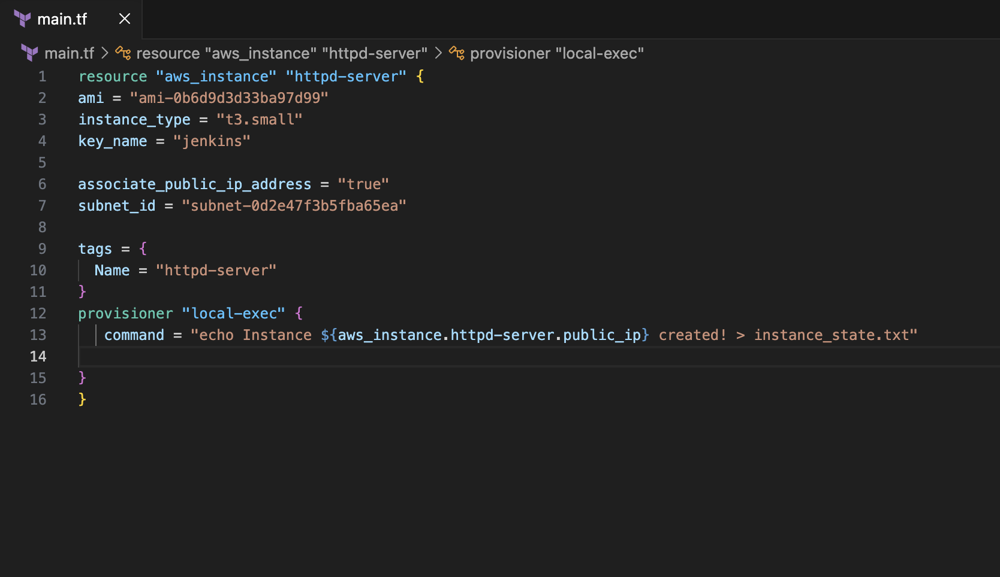 main.tf
main.tf > resource "aws_instance" "httpd-server" > provisioner "local-exec"
1 resource "aws_instance" "httpd-server" {
2 ami = "ami-0b6d9d3d33ba97d99"
3 instance_type = "t3.small"
4 key_name = "jenkins"
5
6 associate_public_ip_address = "true"
7 subnet_id = "subnet-0d2e47f3b5fba65ea"
8
9 tags = {
10   Name = "httpd-server"
11 }
12 provisioner "local-exec" {
13    command = "echo Instance ${aws_instance.httpd-server.public_ip} created! > instance_state.txt"
14
15 }
16 }